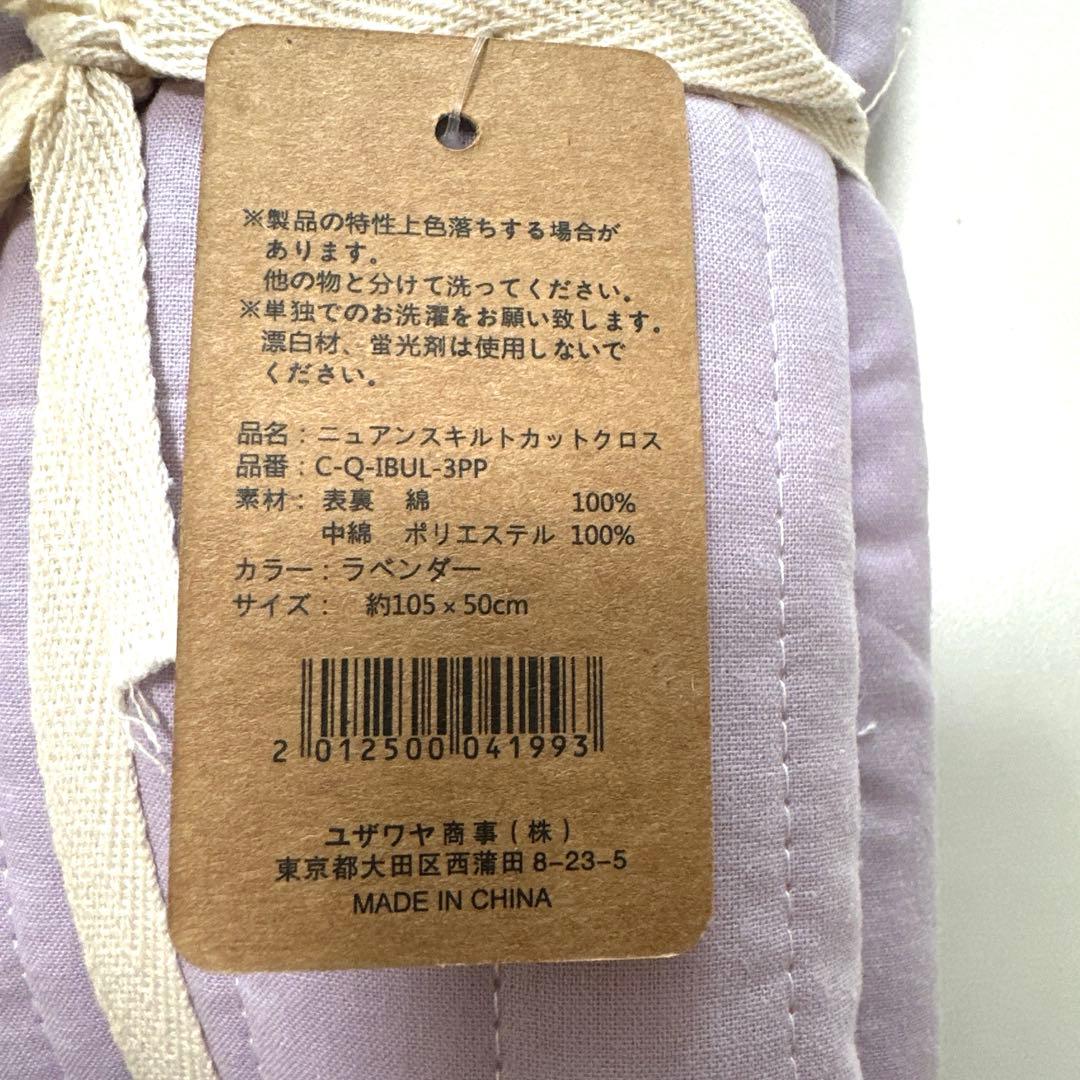 ※製品の特性上色落ちする場合が
あります。
他の物と分けて洗ってください。
※単独でのお洗濯をお願い致します。
漂白材、蛍光剤は使用しないで
ください。
品名：ニュアンスキルトカットクロス
品番：C-Q-IBUL-3PP
素材：表裏　綿　100%
中綿　ポリエステル 100%
カラー：ラベンダー
サイズ：　約105×50cm
2 012500 041993
ユザワヤ商事(株)
東京都大田区西蒲田8-23-5
MADE IN CHINA